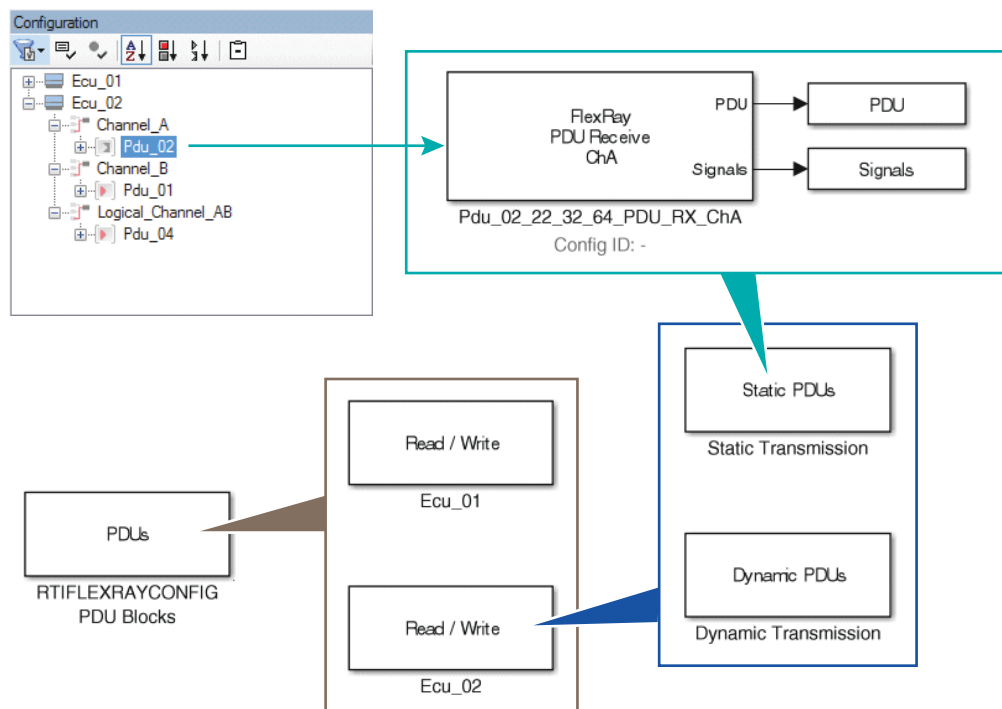 Configuration
Ecu_01
Ecu_02
Channel_A
Pdu_02
Channel_B
Pdu_01
Logical_Channel_AB
Pdu_04
FlexRay
PDU Receive
ChA
PDU
Signals
PDU
Signals
Pdu_02_22_32_64_PDU_RX_ChA
Config ID: -
Static PDUs
Static Transmission
Dynamic PDUs
Dynamic Transmission
Read / Write
Ecu_01
Read / Write
Ecu_02
PDUs
RTIFLEXRAYCONFIG
PDU Blocks